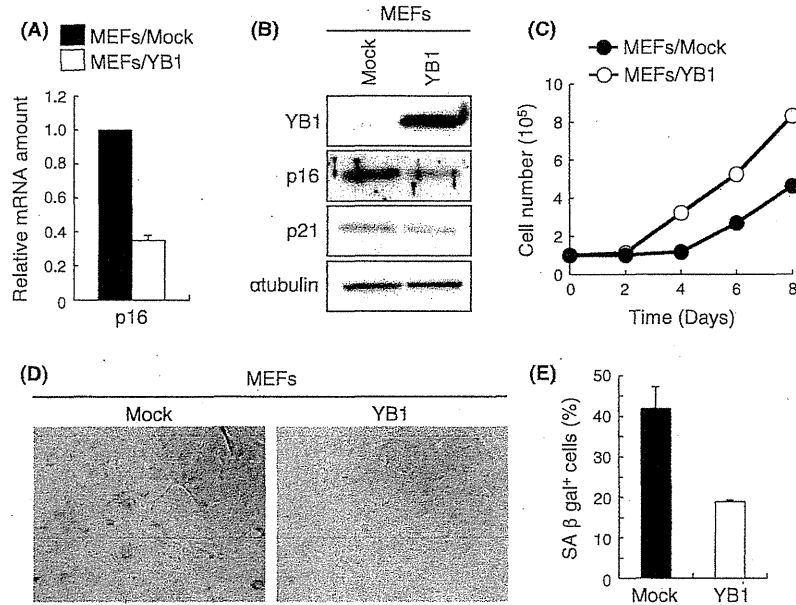 (A)
MEFs/Mock
MEFs/YB1
Relative mRNA amount
1.2
1.0
0.8
0.6
0.4
0.2
0
p16
(B)
MEFs
Mock
YB1
YB1
p16
p21
αtubulin
(C)
MEFs/Mock
MEFs/YB1
Cell number (10⁵)
10
8
6
4
2
0
0 2 4 6 8
Time (Days)
(D)
MEFs
Mock YB1
(E)
SA β gal⁺ cells (%)
50
40
30
20
10
0
Mock YB1